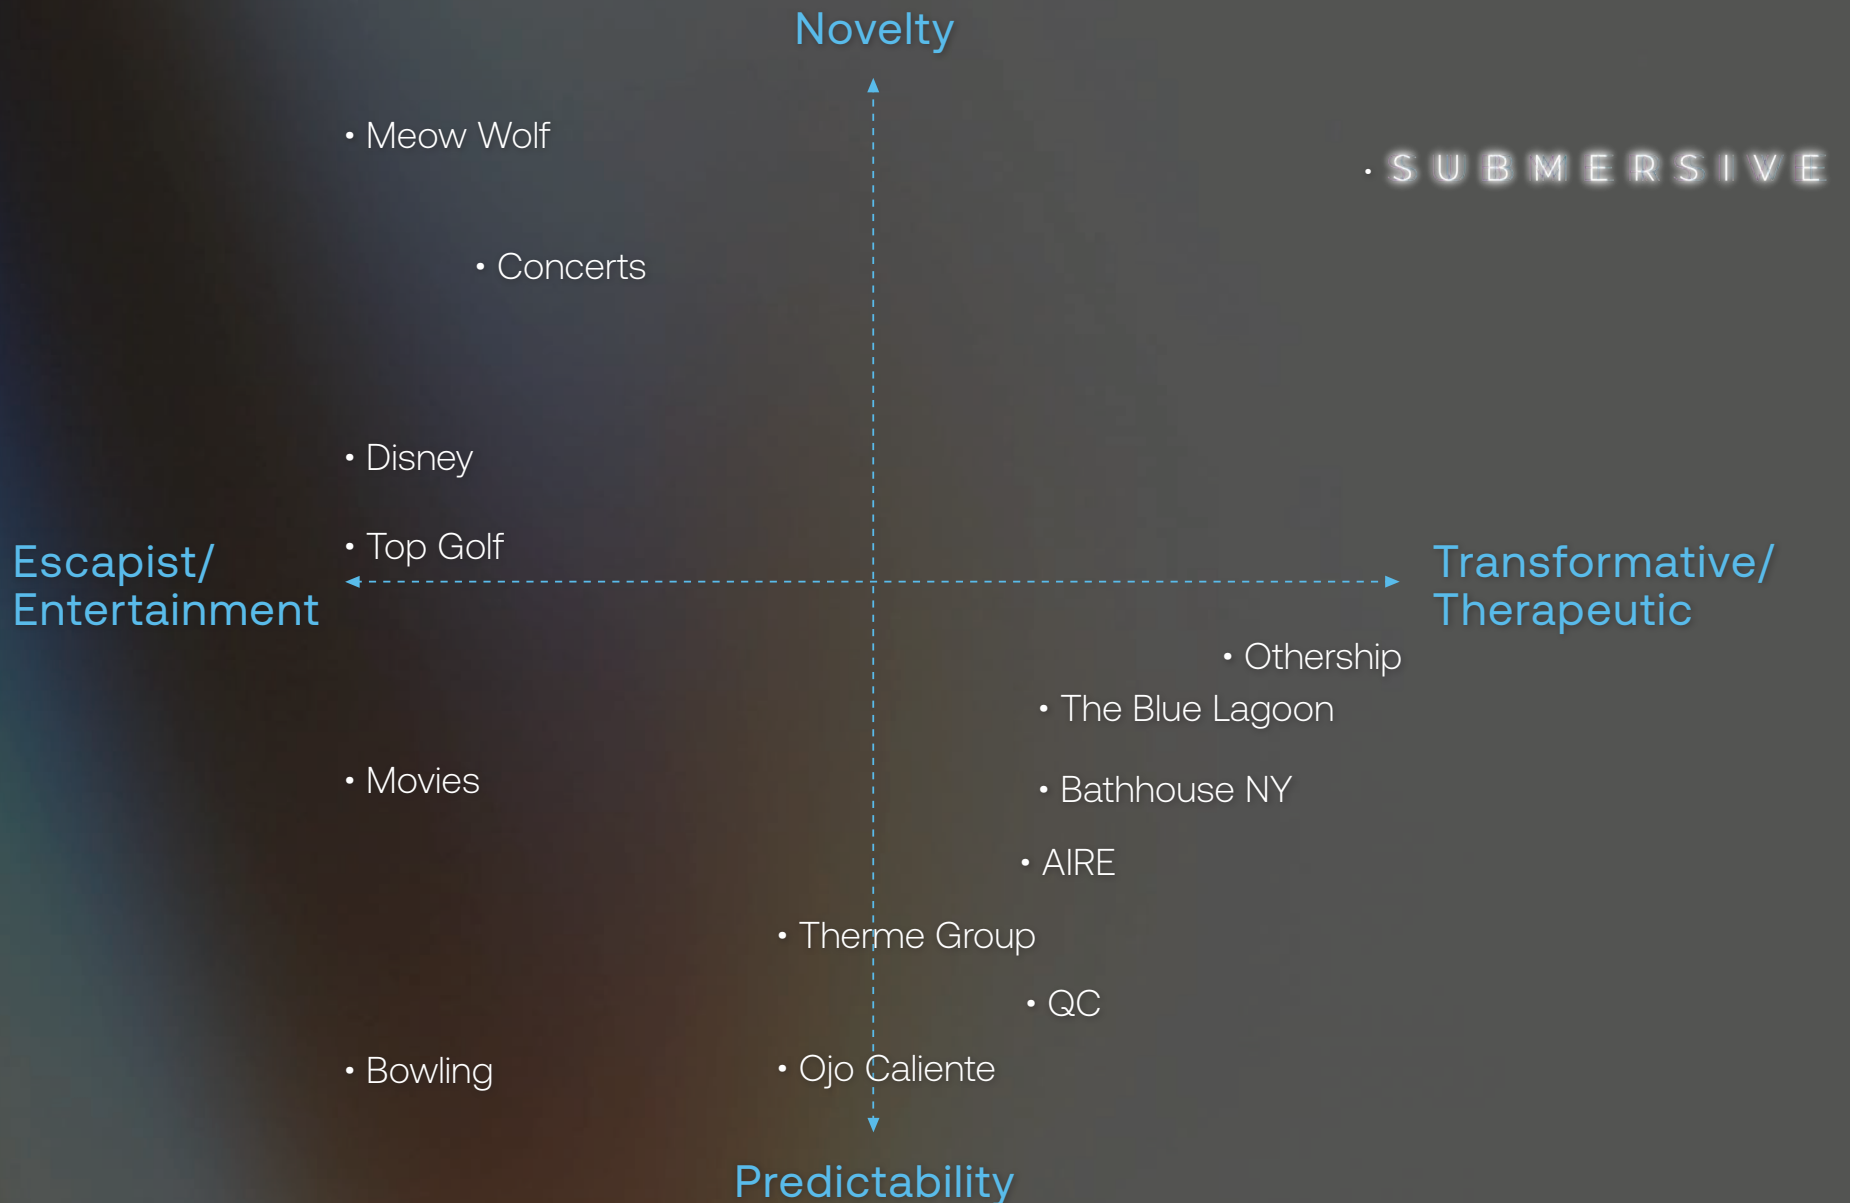 Novelty
• Meow Wolf
• S U B M E R S I V E
• Concerts
• Disney
• Top Golf
Escapist/
Entertainment
Transformative/
Therapeutic
• Othership
• The Blue Lagoon
• Movies
• Bathhouse NY
• AIRE
• Therme Group
• QC
• Bowling
• Ojo Caliente
Predictability